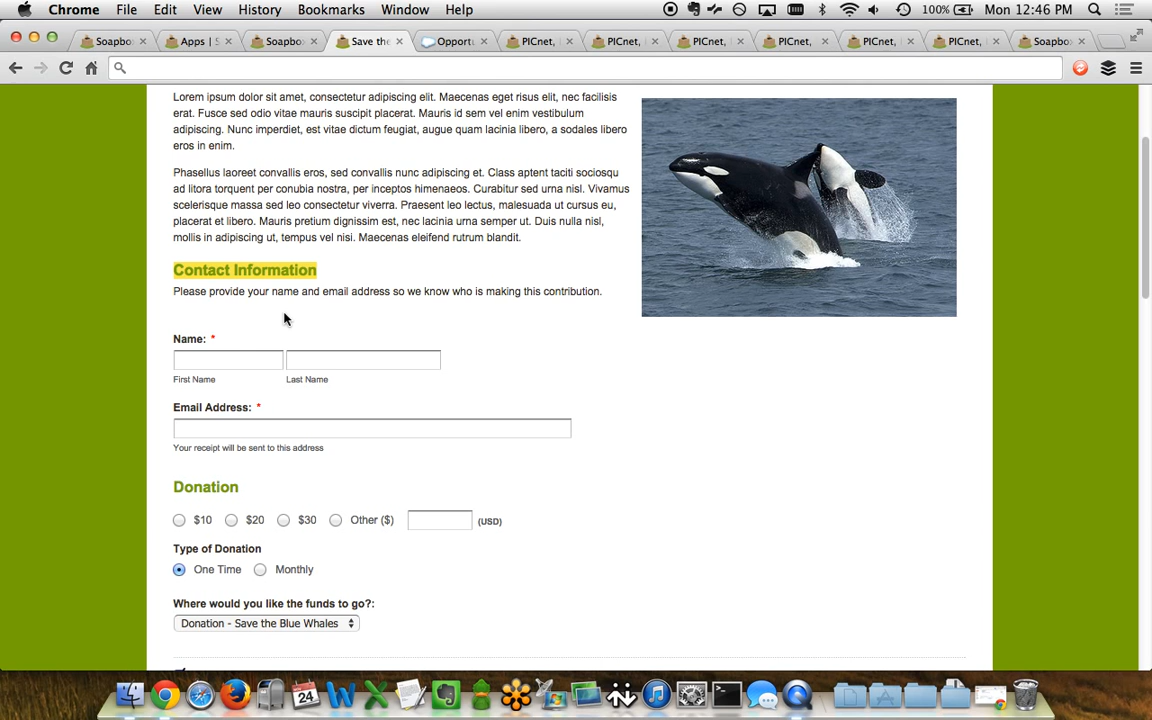 Chrome File Edit View History Bookmarks Window Help 100% Mon 12:46 PM
Soapbo Apps | S Soapbo Save the Opportu PICnet, PICnet, PICnet, PICnet, PICnet, PICnet, Soapbo
Lorem ipsum dolor sit amet, consectetur adipiscing elit. Maecenas eget risus elit, nec facilisis
erat. Fusce sed odio vitae mauris suscipit placerat. Mauris id sem vel enim vestibulum
adipiscing. Nunc imperdiet, est vitae dictum feugiat, augue quam lacinia libero, a sodales libero
eros in enim.
Phasellus laoreet convallis eros, sed convallis nunc adipiscing et. Class aptent taciti sociosqu
ad litora torquent per conubia nostra, per inceptos himenaeos. Curabitur sed urna nisl. Vivamus
scelerisque massa sed leo consectetur viverra. Praesent leo lectus, malesuada ut cursus eu,
placerat et libero. Mauris pretium dignissim est, nec lacinia urna semper ut. Duis nulla nisl,
mollis in adipiscing ut, tempus vel nisi. Maecenas eleifend rutrum blandit.
Contact Information
Please provide your name and email address so we know who is making this contribution.
Name: *
First Name Last Name
Email Address: *
Your receipt will be sent to this address
Donation
$10 $20 $30 Other ($) (USD)
Type of Donation
One Time Monthly
Where would you like the funds to go?:
Donation - Save the Blue Whales
24